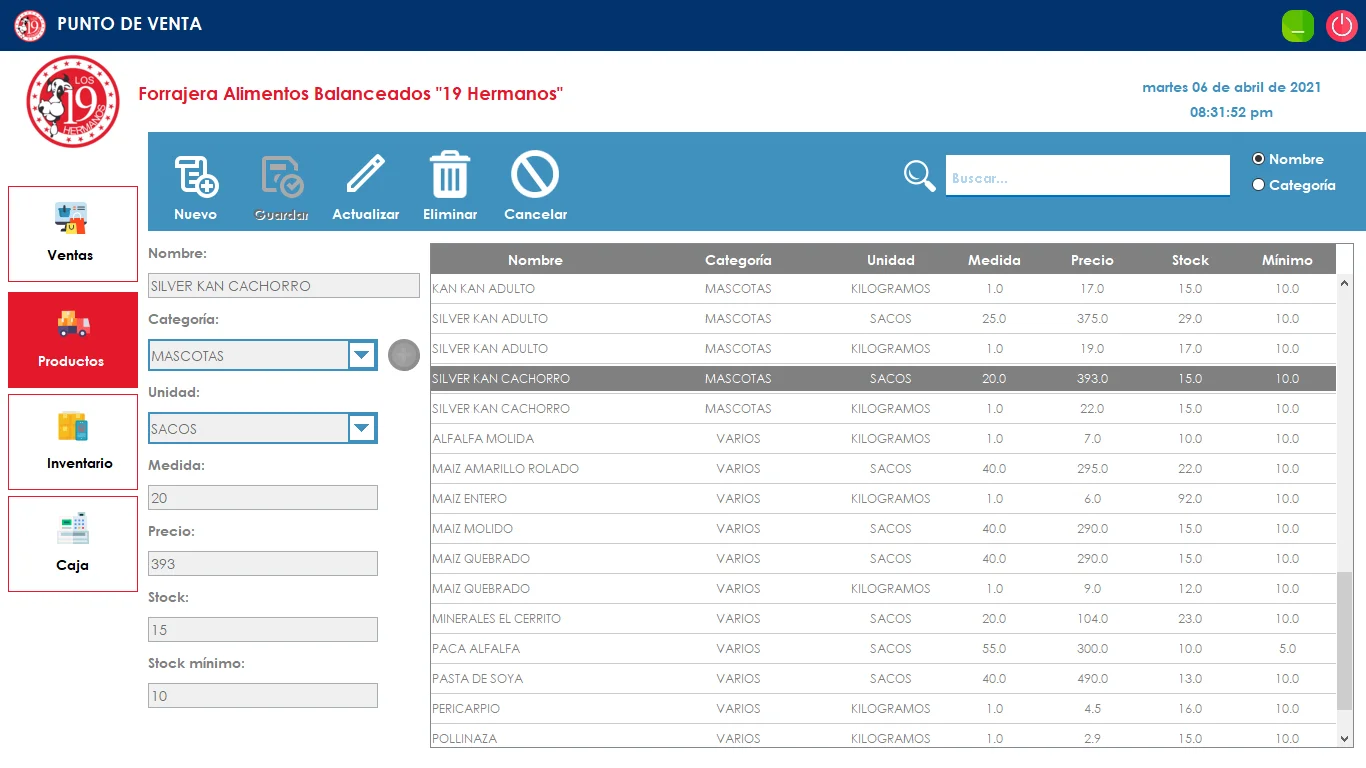 19
PUNTO DE VENTA
LOS
19
HERMANOS
Forrajera Alimentos Balanceados "19 Hermanos"
martes 06 de abril de 2021
08:31:52 pm
Nuevo
Guardar
Actualizar
Eliminar
Cancelar
Buscar...
Nombre
Categoría
Ventas
Productos
Inventario
Caja
Nombre:
SILVER KAN CACHORRO
Categoría:
MASCOTAS
Unidad:
SACOS
Medida:
20
Precio:
393
Stock:
15
Stock mínimo:
10
Nombre Categoría Unidad Medida Precio Stock Mínimo
KAN KAN ADULTO MASCOTAS KILOGRAMOS 1.0 17.0 15.0 10.0
SILVER KAN ADULTO MASCOTAS SACOS 25.0 375.0 29.0 10.0
SILVER KAN ADULTO MASCOTAS KILOGRAMOS 1.0 19.0 17.0 10.0
SILVER KAN CACHORRO MASCOTAS SACOS 20.0 393.0 15.0 10.0
SILVER KAN CACHORRO MASCOTAS KILOGRAMOS 1.0 22.0 15.0 10.0
ALFALFA MOLIDA VARIOS KILOGRAMOS 1.0 7.0 10.0 10.0
MAIZ AMARILLO ROLADO VARIOS SACOS 40.0 295.0 22.0 10.0
MAIZ ENTERO VARIOS KILOGRAMOS 1.0 6.0 92.0 10.0
MAIZ MOLIDO VARIOS SACOS 40.0 290.0 15.0 10.0
MAIZ QUEBRADO VARIOS SACOS 40.0 290.0 15.0 10.0
MAIZ QUEBRADO VARIOS KILOGRAMOS 1.0 9.0 12.0 10.0
MINERALES EL CERRITO VARIOS SACOS 20.0 104.0 23.0 10.0
PACA ALFALFA VARIOS SACOS 55.0 300.0 10.0 5.0
PASTA DE SOYA VARIOS SACOS 40.0 490.0 13.0 10.0
PERICARPIO VARIOS KILOGRAMOS 1.0 4.5 16.0 10.0
POLLINAZA VARIOS KILOGRAMOS 1.0 2.9 15.0 10.0